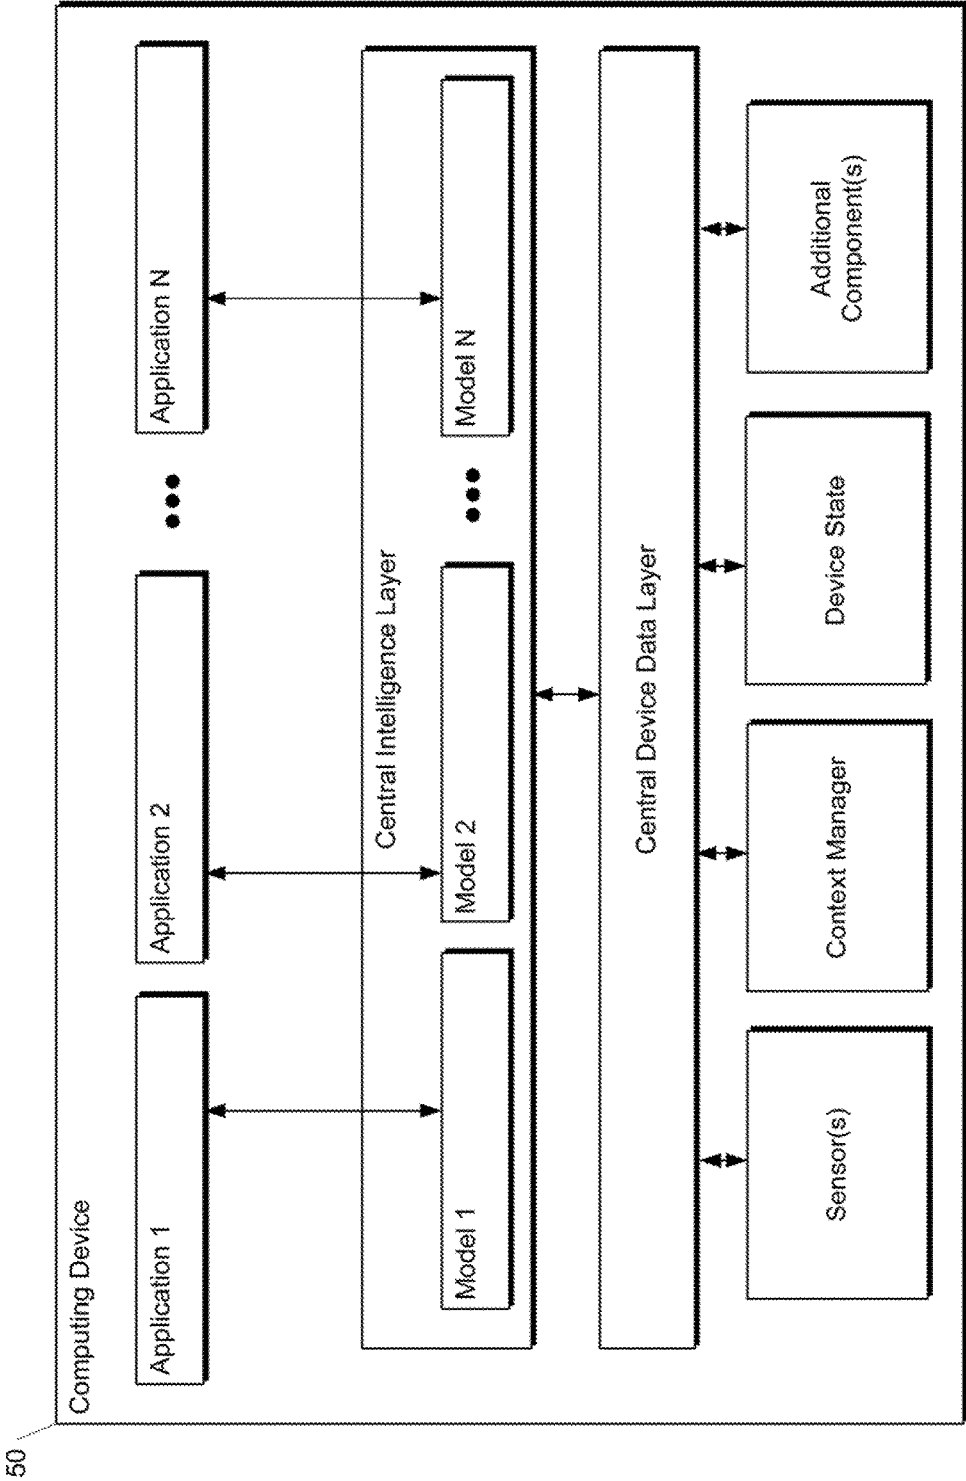 50
Computing Device
Application 1
Application 2
Application N
Central Intelligence Layer
Model 1
Model 2
Model N
Central Device Data Layer
Sensor(s)
Context Manager
Device State
Additional
Component(s)